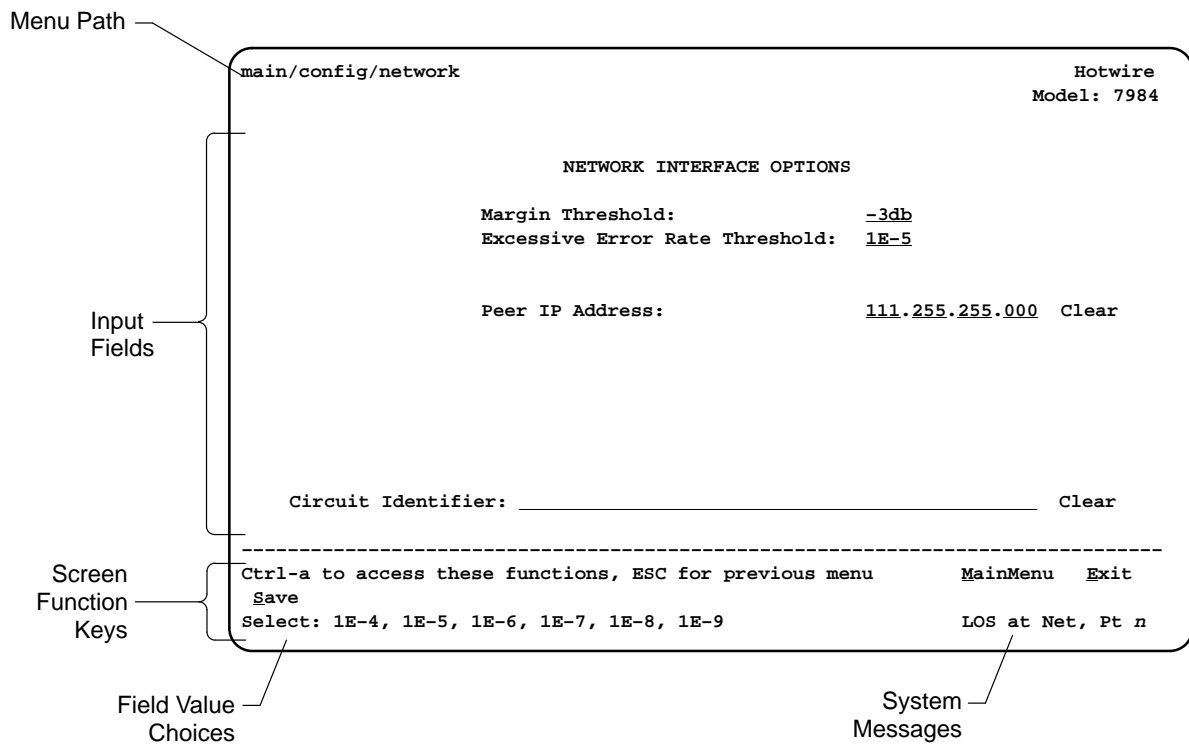 Menu Path
main/config/network Hotwire
Model: 7984
NETWORK INTERFACE OPTIONS
Margin Threshold: –3db
Excessive Error Rate Threshold: 1E–5
Peer IP Address: 111.255.255.000 Clear
Input
Fields
Circuit Identifier: Clear
Screen
Function
Keys
Ctrl-a to access these functions, ESC for previous menu MainMenu Exit
Save
Select: 1E–4, 1E–5, 1E–6, 1E–7, 1E–8, 1E–9 LOS at Net, Pt n
Field Value
Choices
System
Messages